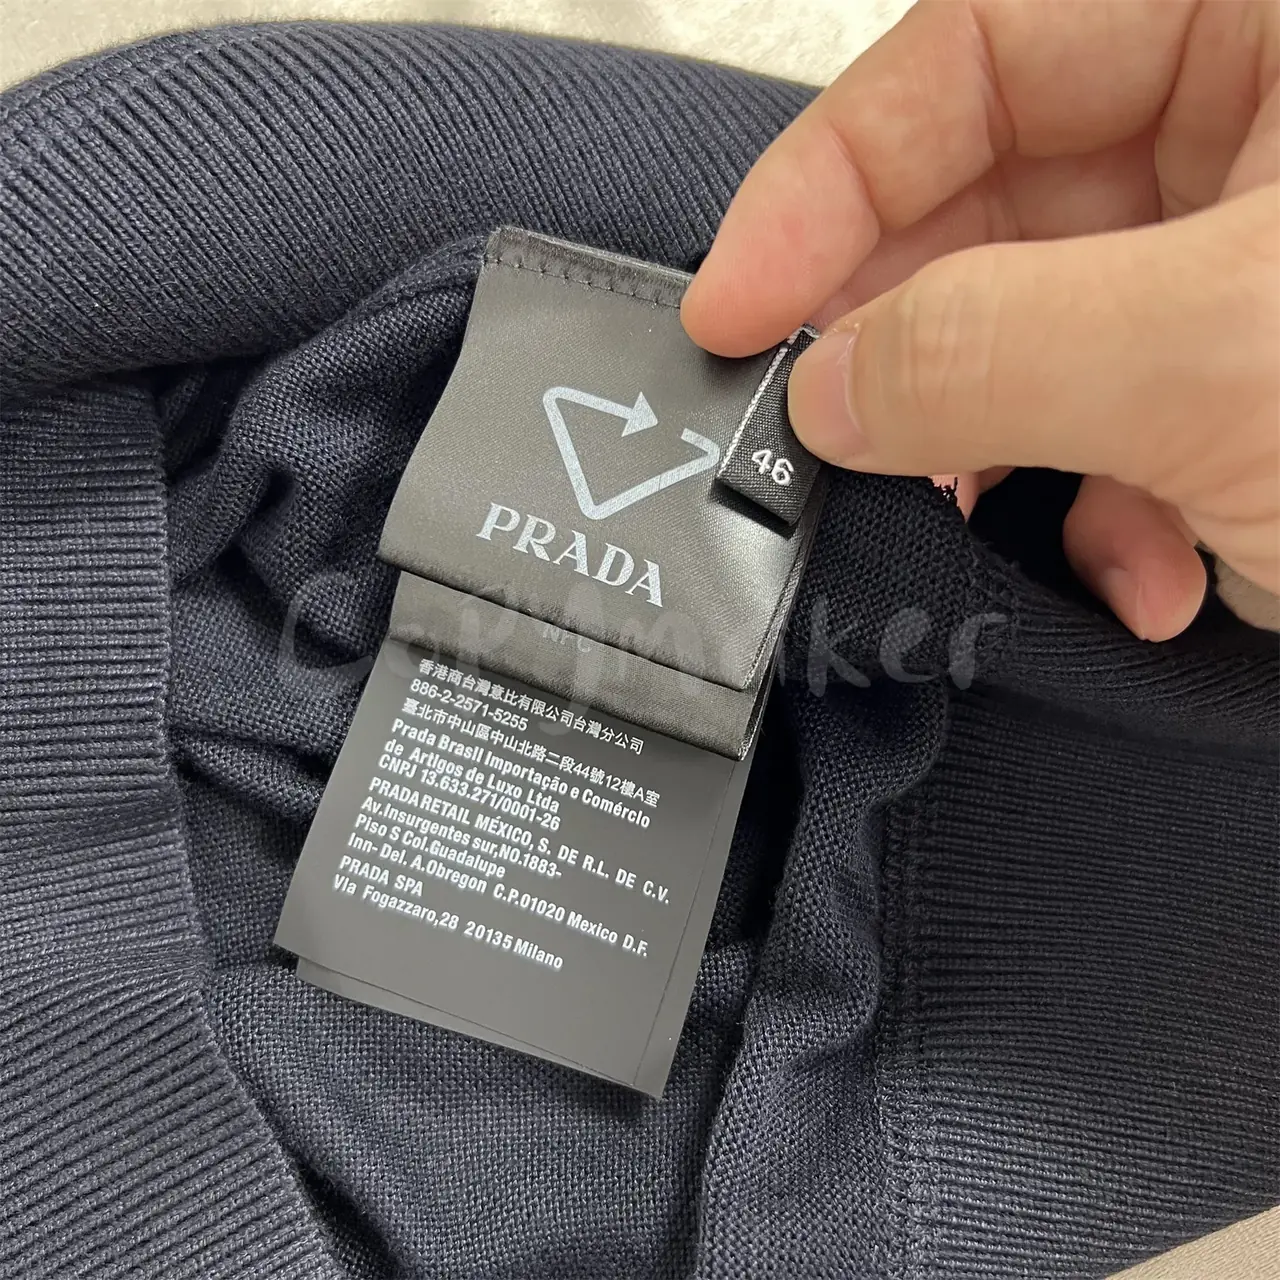 46
PRADA
NFC
香港商台灣意比有限公司台灣分公司
886-2-2571-5255
臺北市中山區中山北路二段44號12樓A室
Prada Brasil Importação e Comércio
de Artigos de Luxo Ltda
CNPJ 13.633.271/0001-26
PRADA RETAIL MÉXICO, S. DE R.L. DE C.V.
Av.Insurgentes sur,NO.1883-
Piso S Col.Guadalupe
Inn- Del. A.Obregon C.P.01020 Mexico D.F.
PRADA SPA
VIa Fogazzaro,28 20135 Milano
Copymaker